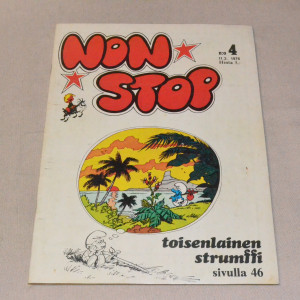 NON
STOP
N:o 4
toisenlainen
strumffi
sivulla 46